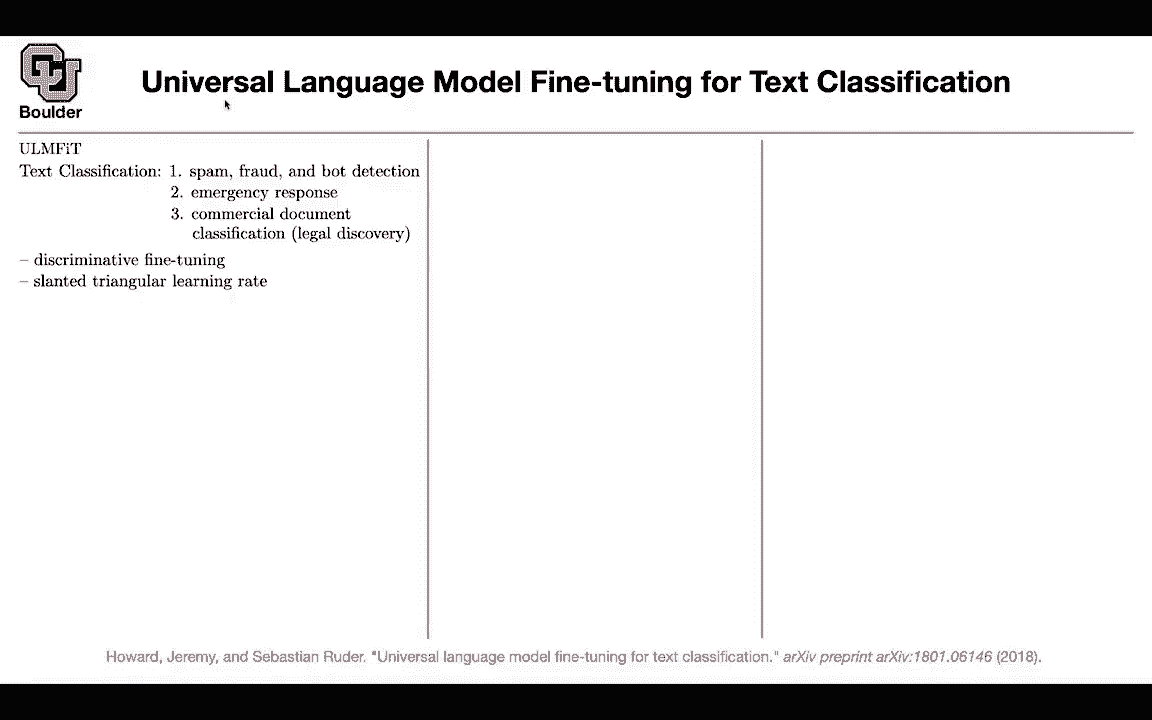 Boulder
Universal Language Model Fine-tuning for Text Classification
ULMFiT
Text Classification: 1. spam, fraud, and bot detection
2. emergency response
3. commercial document
classification (legal discovery)
– discriminative fine-tuning
– slanted triangular learning rate
Howard, Jeremy, and Sebastian Ruder. "Universal language model fine-tuning for text classification." arXiv preprint arXiv:1801.06146 (2018).